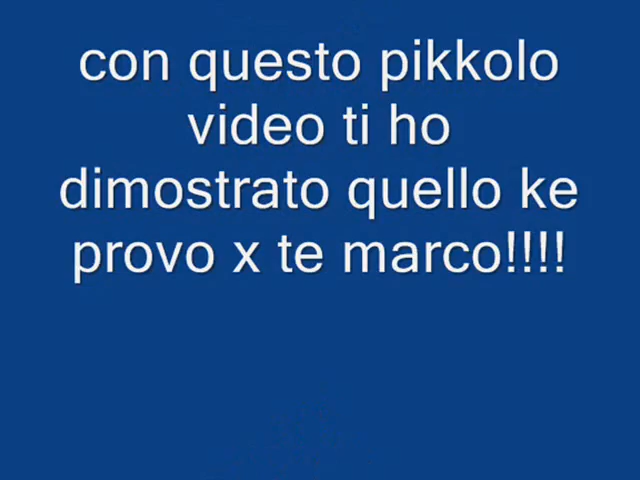 con questo pikkolo
video ti ho
dimostrato quello ke
provo x te marco!!!!